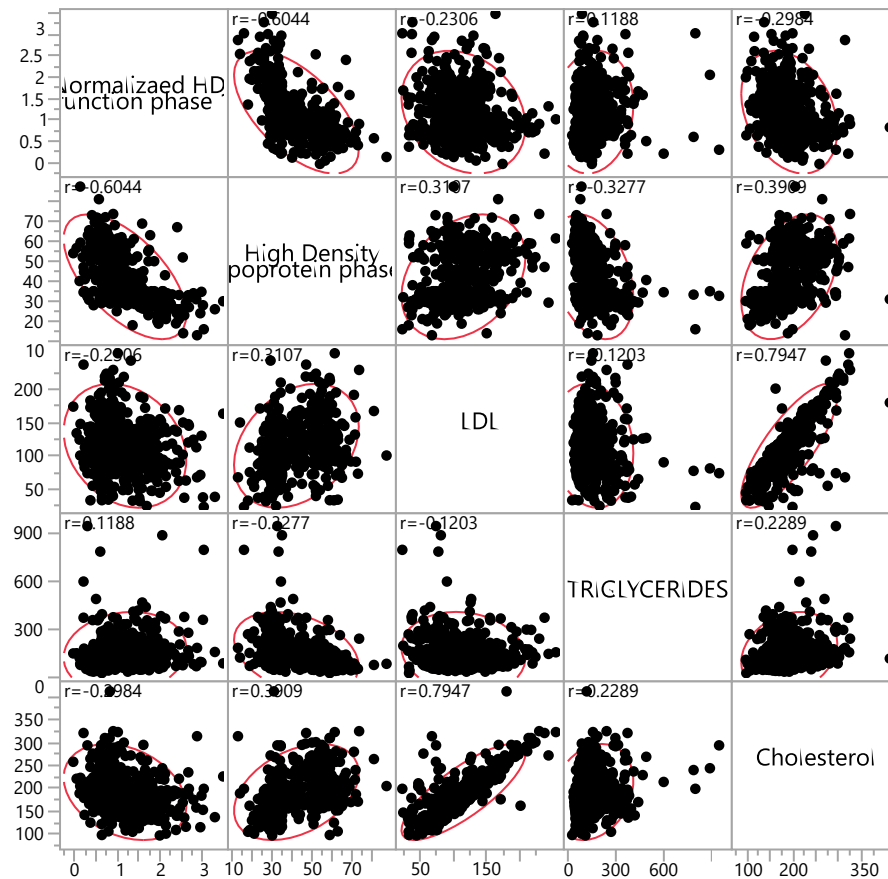 r=-0.6044
r=-0.2306
r=0.1188
r=-0.2984
3
2.5
2
1.5
1
0.5
0
Normalizaed HD
function phase
r=-0.6044
r=0.3107
r=-0.3277
r=0.3909
70
60
50
40
30
20
10
High Density
poprotein phase
r=-0.2306
r=0.3107
r=-0.1203
r=0.7947
200
150
100
50
LDL
r=0.1188
r=-0.3277
r=-0.1203
r=0.2289
900
600
300
0
TRIGLYCERIDES
r=-0.2984
r=0.3909
r=0.7947
r=0.2289
350
300
250
200
150
100
Cholesterol
0 1 2 3 10 30 50 70 50 150 0 300 600 100 200 350